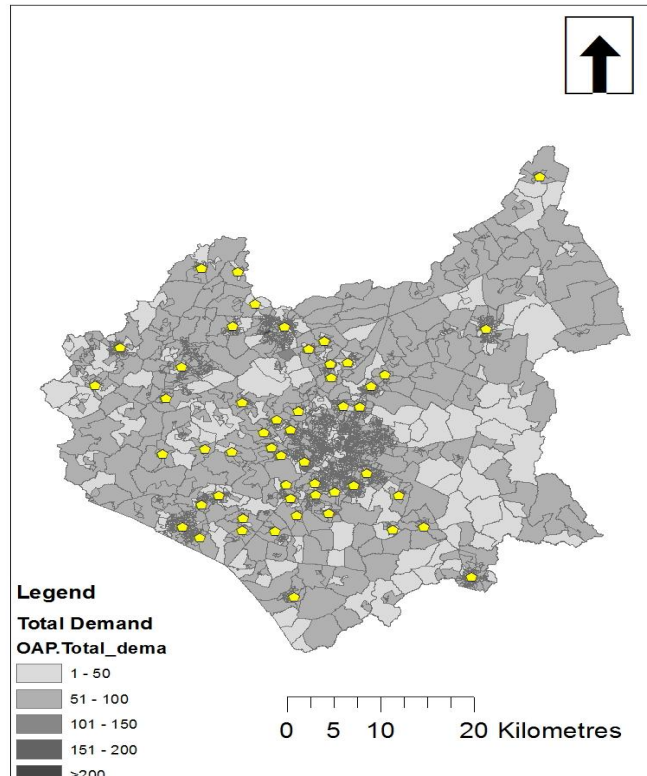 Legend
Total Demand
OAP.Total_dema
1 - 50
51 - 100
101 - 150
151 - 200
>200
0 5 10 20 Kilometres